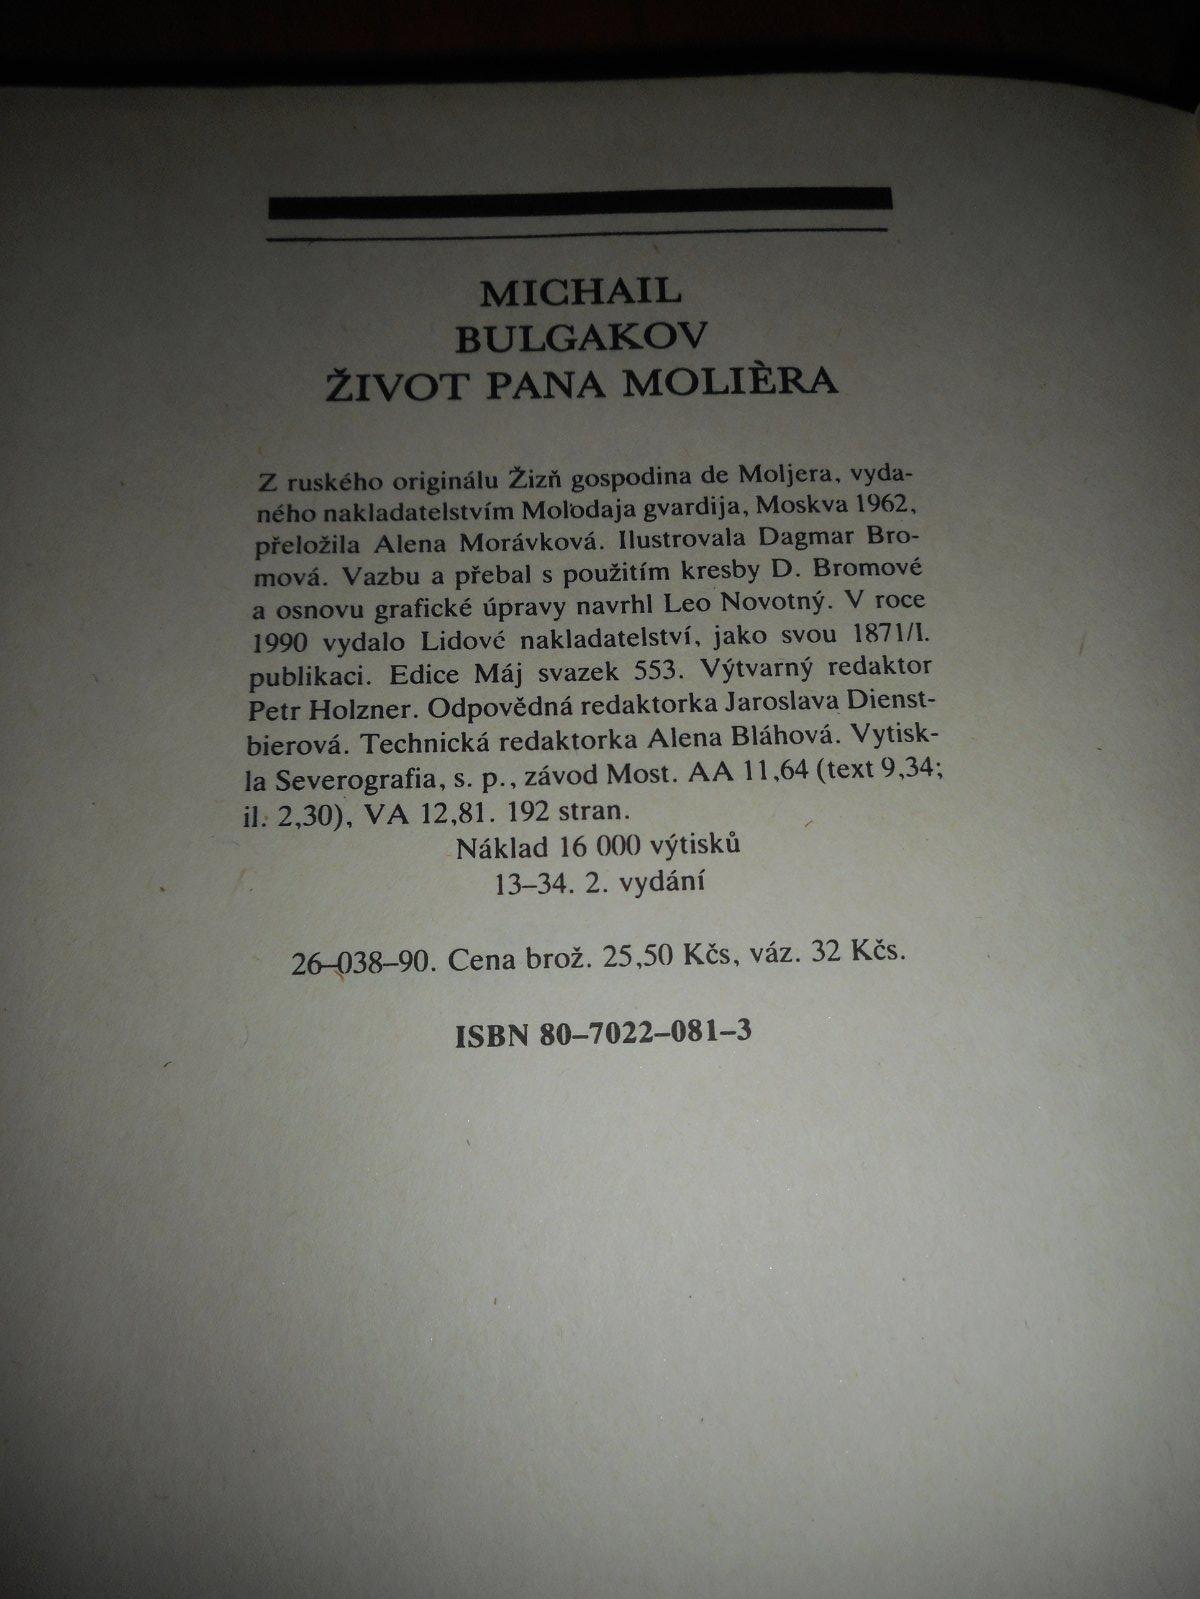 MICHAIL
BULGAKOV
ŽIVOT PANA MOLIÈRA
Z ruského originálu Žizň gospodina de Moljera, vyda-
ného nakladatelstvím Molodaja gvardija, Moskva 1962,
přeložila Alena Morávková. Ilustrovala Dagmar Bro-
mová. Vazbu a přebal s použitím kresby D. Bromové
a osnovu grafické úpravy navrhl Leo Novotný. V roce
1990 vydalo Lidové nakladatelství, jako svou 1871/I.
publikaci. Edice Máj svazek 553. Výtvarný redaktor
Petr Holzner. Odpovědná redaktorka Jaroslava Dienst-
bierová. Technická redaktorka Alena Bláhová. Vytisk-
la Severografia, s. p., závod Most. AA 11,64 (text 9,34;
il. 2,30), VA 12,81. 192 stran.
Náklad 16 000 výtisků
13–34. 2. vydání
26–038–90. Cena brož. 25,50 Kčs, váz. 32 Kčs.
ISBN 80–7022–081–3